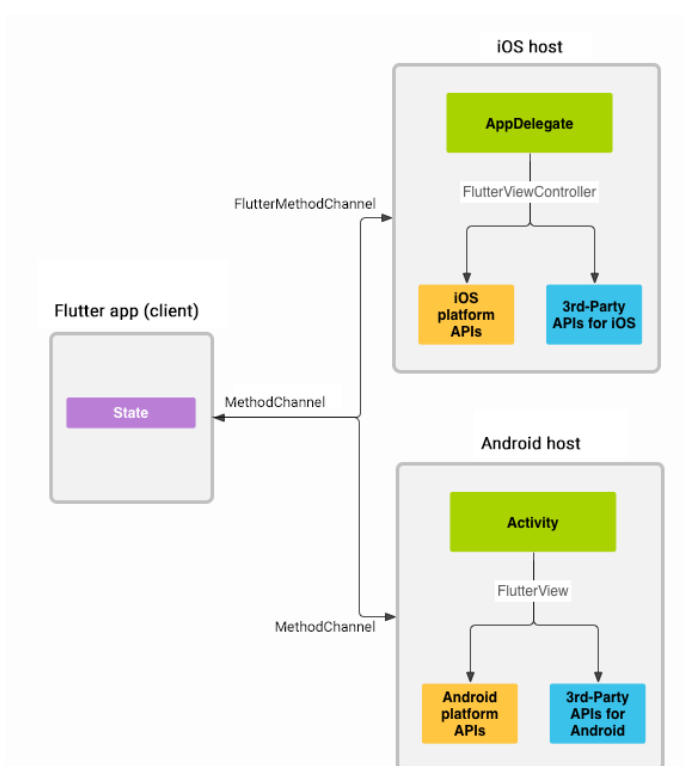 iOS host
AppDelegate
FlutterViewController
FlutterMethodChannel
iOS
platform
APIs
3rd-Party
APIs for iOS
Flutter app (client)
State
MethodChannel
Android host
Activity
FlutterView
MethodChannel
Android
platform
APIs
3rd-Party
APIs for
Android